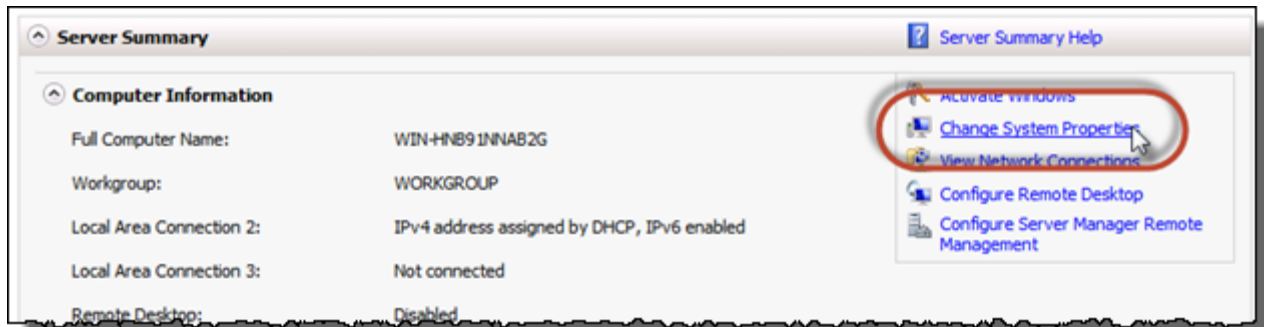 Server Summary
Server Summary Help
Computer Information
Activate Windows
Full Computer Name: WIN-HNB91NNAB2G
Change System Properties
View Network Connections
Workgroup: WORKGROUP
Configure Remote Desktop
Local Area Connection 2: IPv4 address assigned by DHCP, IPv6 enabled
Configure Server Manager Remote
Management
Local Area Connection 3: Not connected
Remote Desktop: Disabled